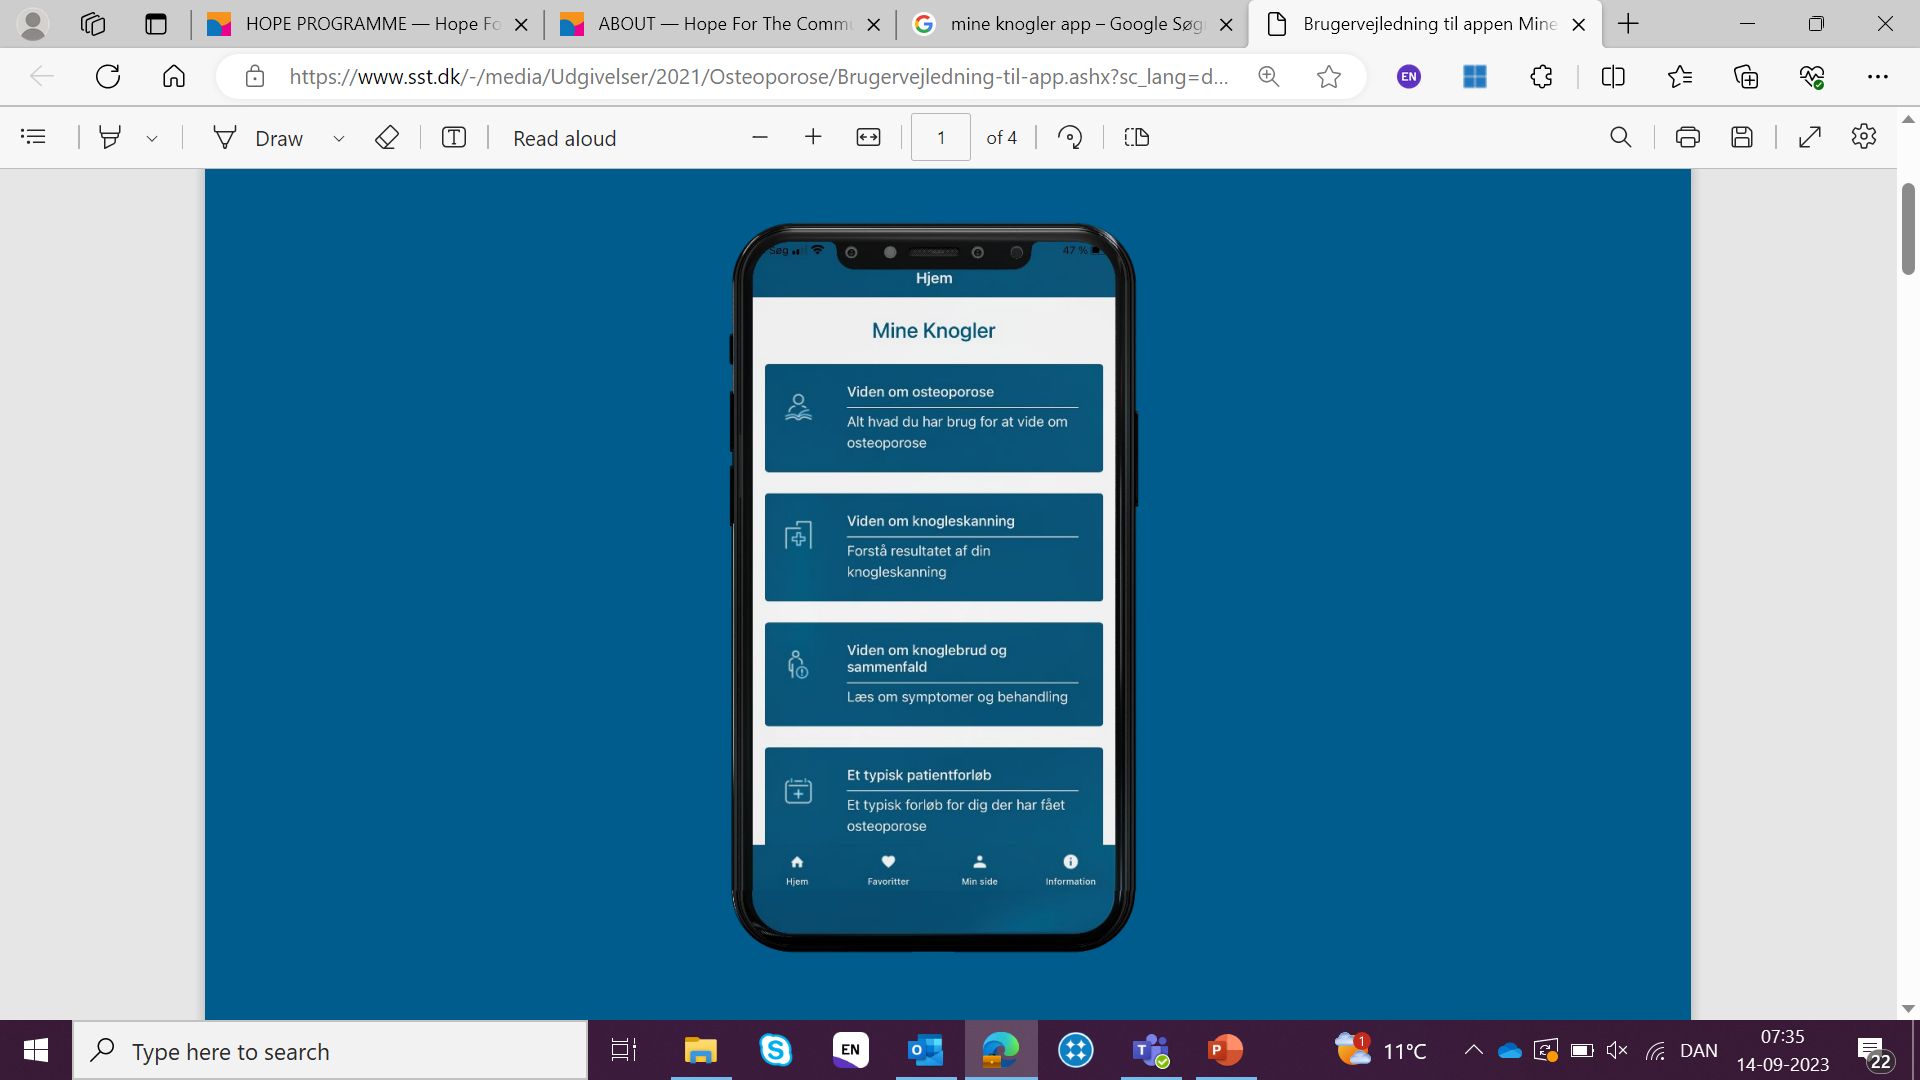 HOPE PROGRAMME — Hope Fo
ABOUT — Hope For The Commu
mine knogler app – Google Søg
Brugervejledning til appen Mine
https://www.sst.dk/-/media/Udgivelser/2021/Osteoporose/Brugervejledning-til-app.ashx?sc_lang=d...
EN
Draw
Read aloud
1
of 4
Søg
47 %
Hjem
Mine Knogler
Viden om osteoporose
Alt hvad du har brug for at vide om
osteoporose
Viden om knogleskanning
Forstå resultatet af din
knogleskanning
Viden om knoglebrud og
sammenfald
Læs om symptomer og behandling
Et typisk patientforløb
Et typisk forløb for dig der har fået
osteoporose
Hjem
Favoritter
Min side
Information
Type here to search
EN
1
11°C
DAN
07:35
14-09-2023
22